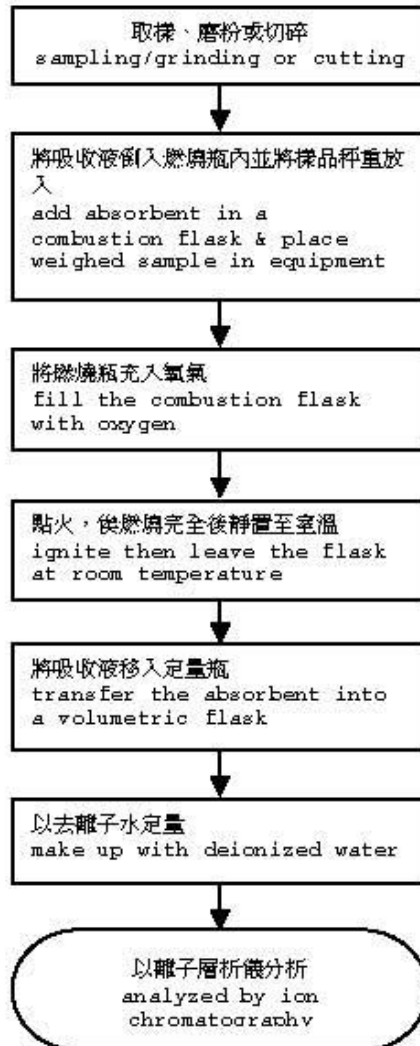 取樣、磨粉或切碎
sampling/grinding or cutting
將吸收液倒入燃燒瓶內並將樣品秤重放
入
add absorbent in a
combustion flask & place
weighed sample in equipment
將燃燒瓶充入氧氣
fill the combustion flask
with oxygen
點火，俟燃燒完全後靜置至室溫
ignite then leave the flask
at room temperature
將吸收液移入定量瓶
transfer the absorbent into
a volumetric flask
以去離子水定量
make up with deionized water
以離子層析儀分析
analyzed by ion
chromatography